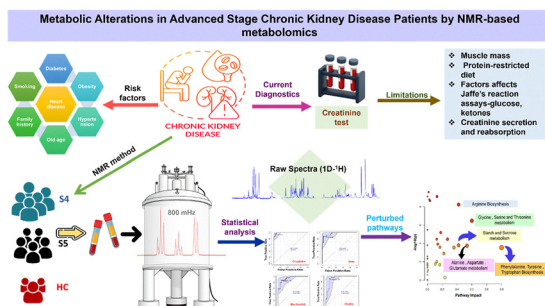 Metabolic Alterations in Advanced Stage Chronic Kidney Disease Patients by NMR-based
metabolomics
Diabetes
Smoking
Obesity
Heart
disease
Family
history
Hyperte
nsion
Old age
Risk
factors
CHRONIC KIDNEY
DISEASE
Current
Diagnostics
Creatinine
test
Limitations
❖ Muscle mass
❖ Protein-restricted
diet
❖ Factors affects
Jaffe's reaction
assays-glucose,
ketones
❖ Creatinine secretion
and reabsorption
NMR method
S4
S5
HC
800 mHz
Raw Spectra (1D-¹H)
Statistical
analysis
Perturbed
pathways
Arginine Biosynthesis
Glycine, Serine and Threonine
metabolism
Starch and Sucrose
metabolism
Alanine, Aspartate,
Glutamate metabolism
Phenylalanine, Tyrosine,
Tryptophan Biosynthesis
Pathway Impact